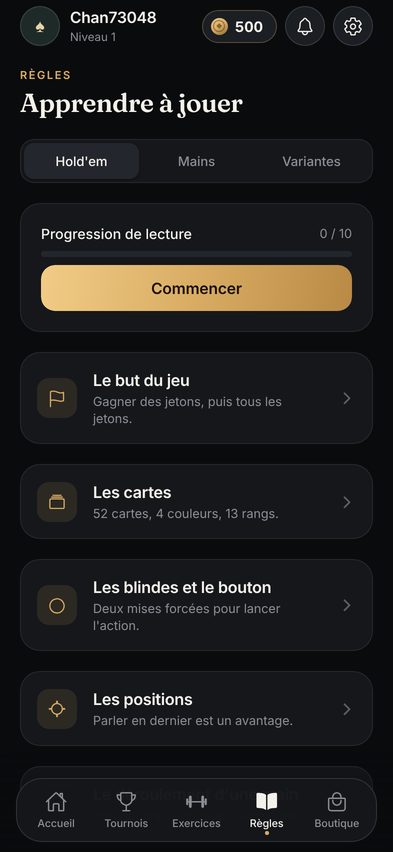 Chan73048
Niveau 1
500
RÈGLES
Apprendre à jouer
Hold'em
Mains
Variantes
Progression de lecture
0 / 10
Commencer
Le but du jeu
Gagner des jetons, puis tous les
jetons.
Les cartes
52 cartes, 4 couleurs, 13 rangs.
Les blindes et le bouton
Deux mises forcées pour lancer
l'action.
Les positions
Parler en dernier est un avantage.
Accueil
Tournois
Exercices
Règles
Boutique